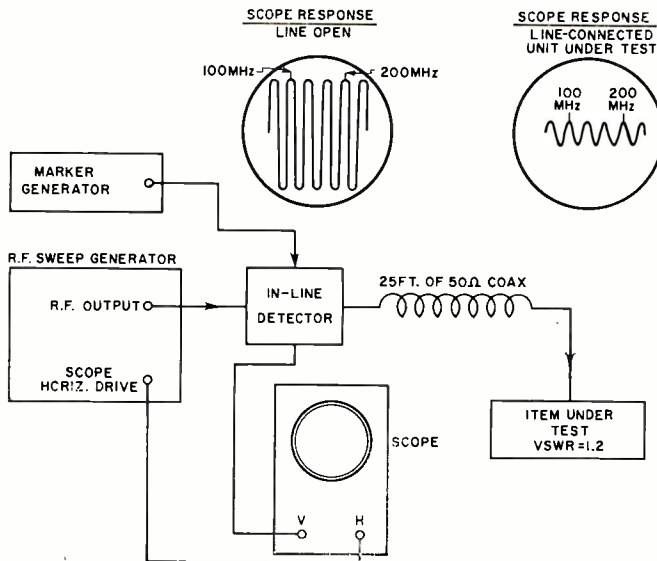 SCOPE RESPONSE
LINE OPEN
100MHz
200MHz
SCOPE RESPONSE
LINE-CONNECTED
UNIT UNDER TEST
100
MHz
200
MHz
MARKER
GENERATOR
R.F. SWEEP GENERATOR
R.F. OUTPUT
SCOPE
HCRIZ. DRIVE
IN-LINE
DETECTOR
25FT. OF 50Ω COAX
ITEM UNDER
TEST
VSWR=1.2
SCOPE
V
H